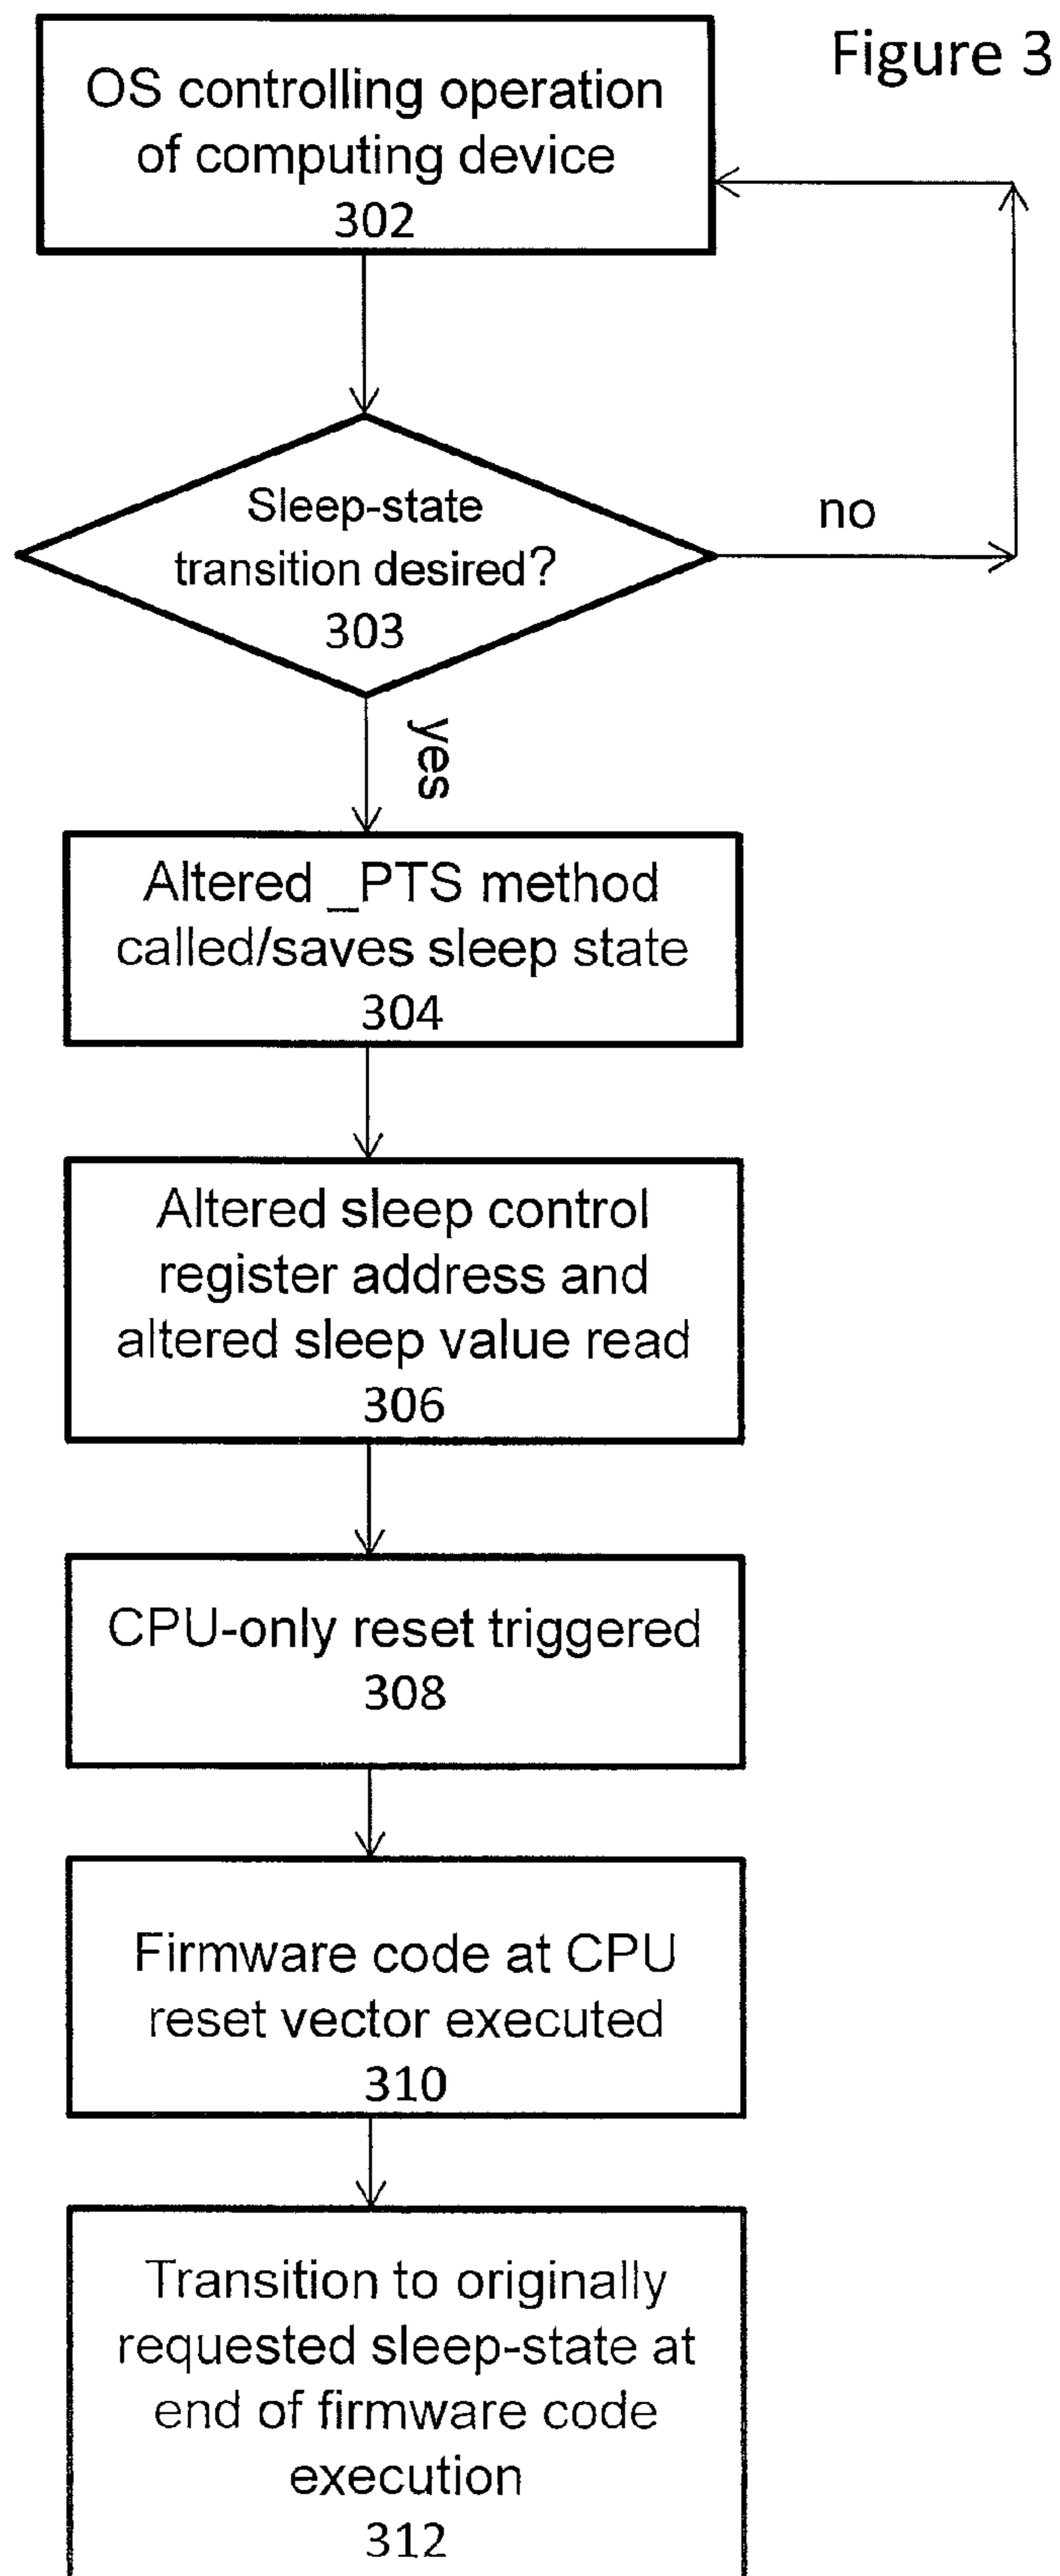 Figure 3
OS controlling operation
of computing device
302
Sleep-state
transition desired?
303
no
yes
Altered _PTS method
called/saves sleep state
304
Altered sleep control
register address and
altered sleep value read
306
CPU-only reset triggered
308
Firmware code at CPU
reset vector executed
310
Transition to originally
requested sleep-state at
end of firmware code
execution
312